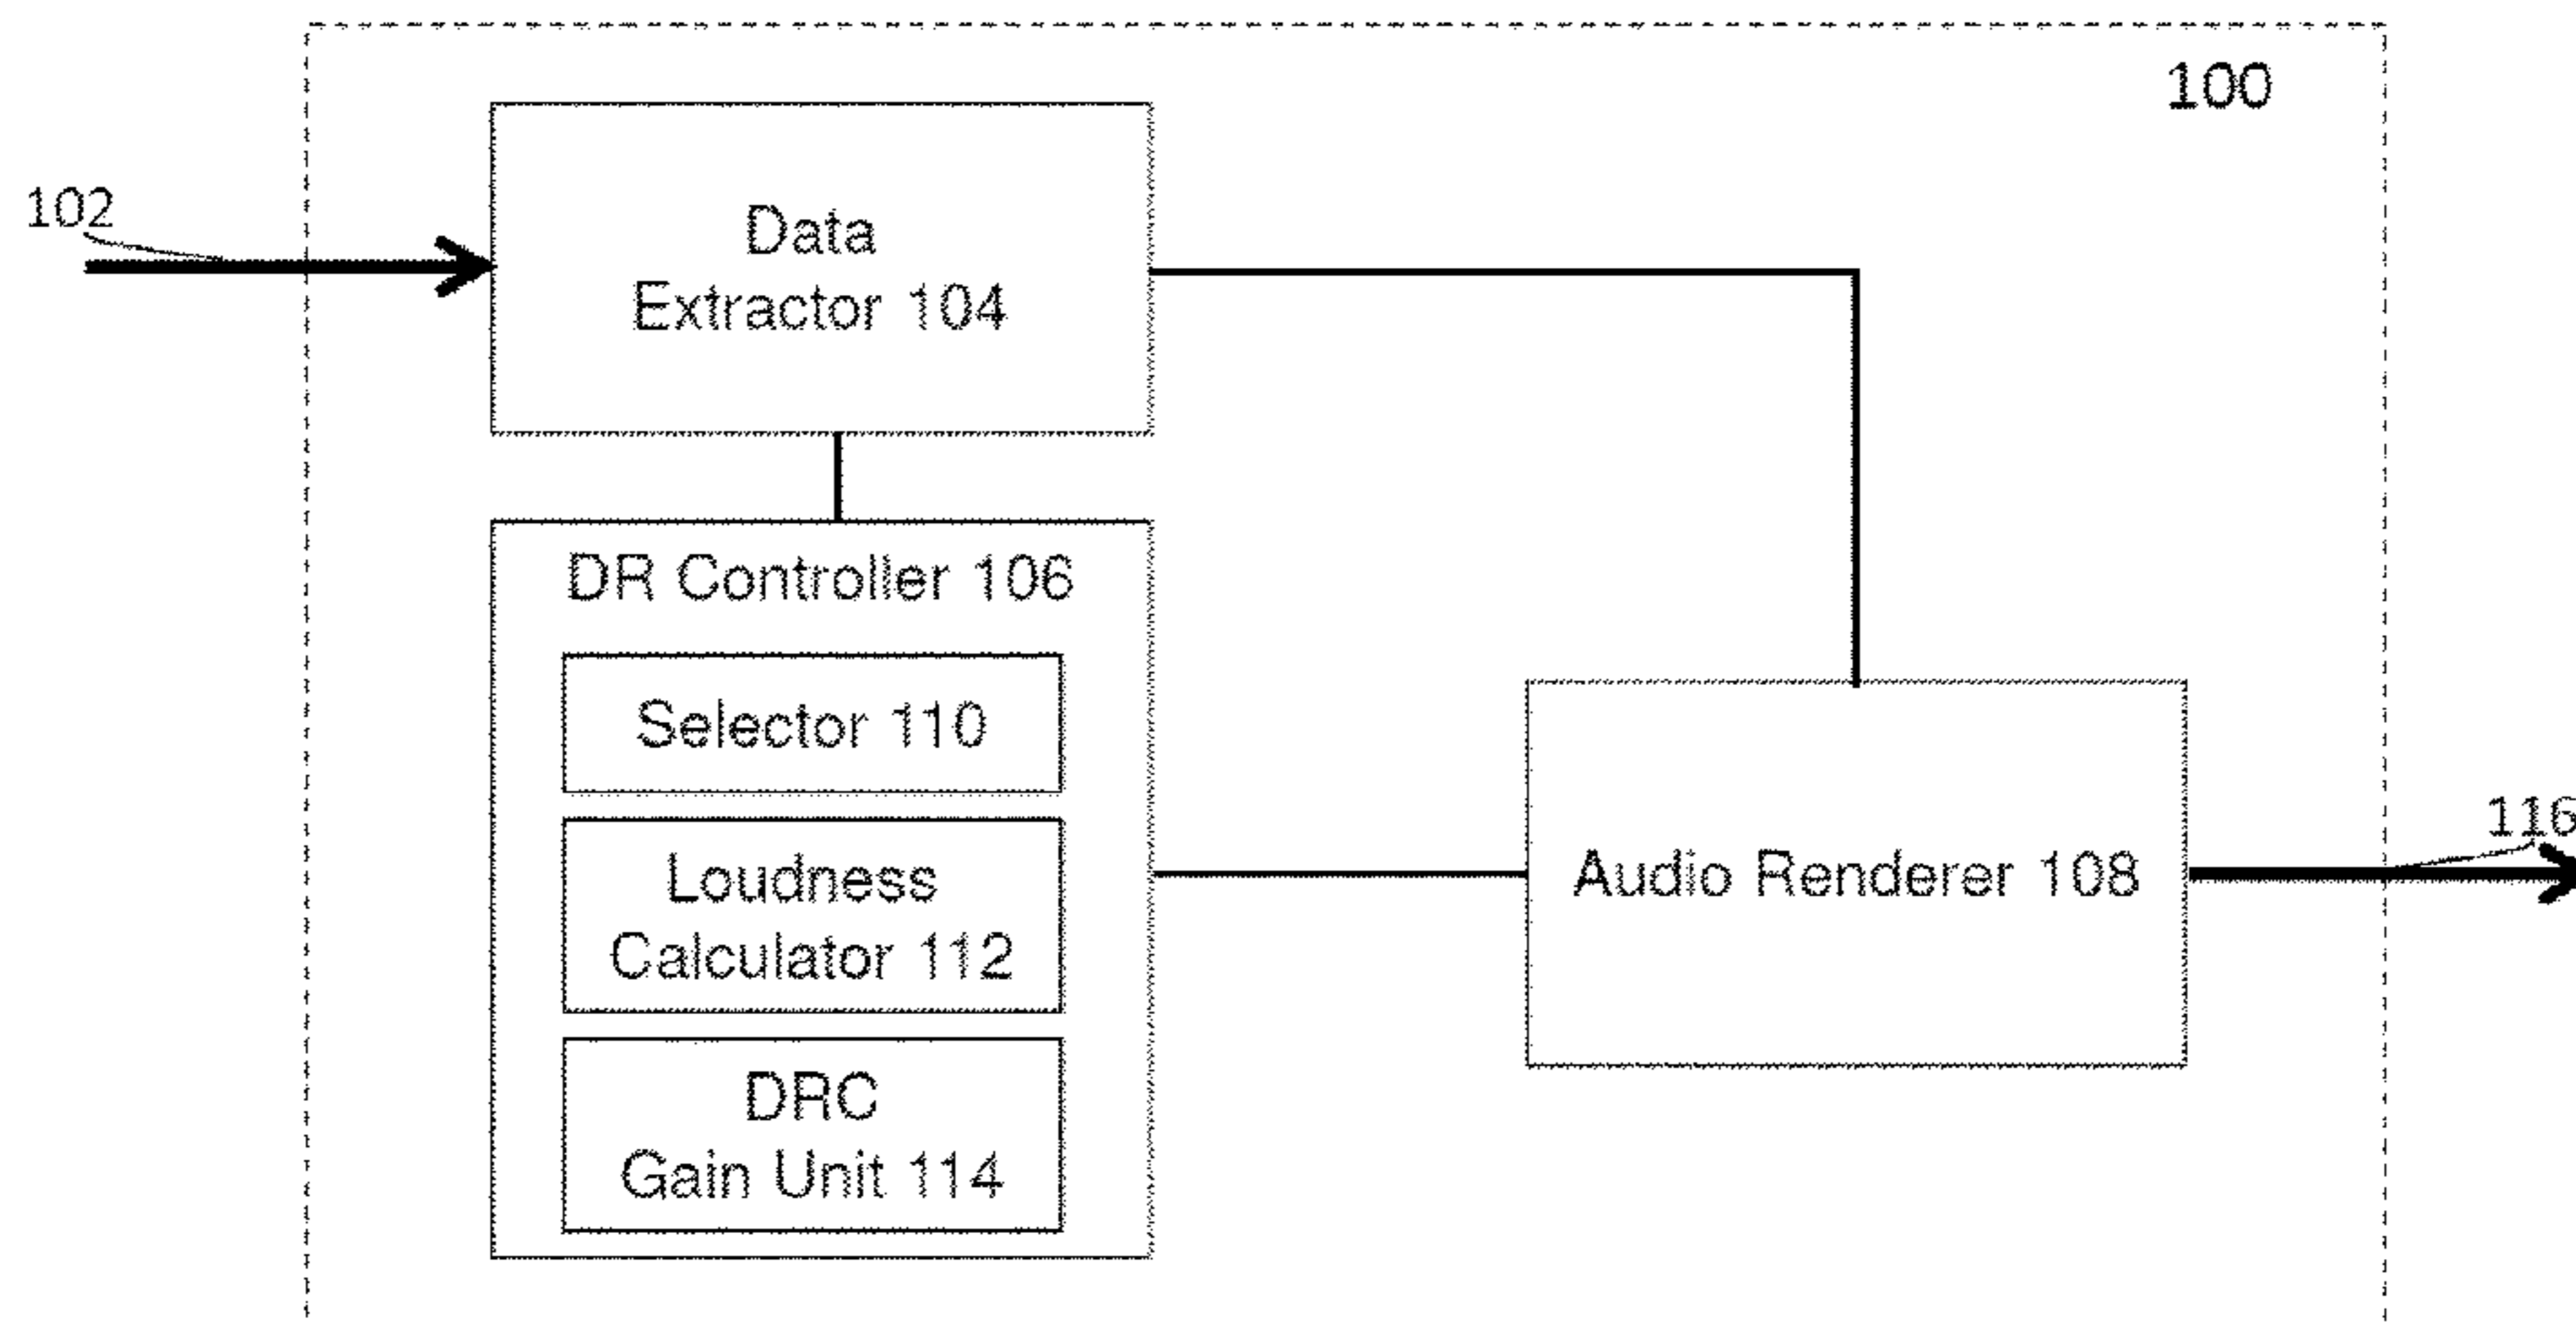 100
102
Data
Extractor 104
DR Controller 106
Selector 110
Loudness
Calculator 112
DRC
Gain Unit 114
Audio Renderer 108
116